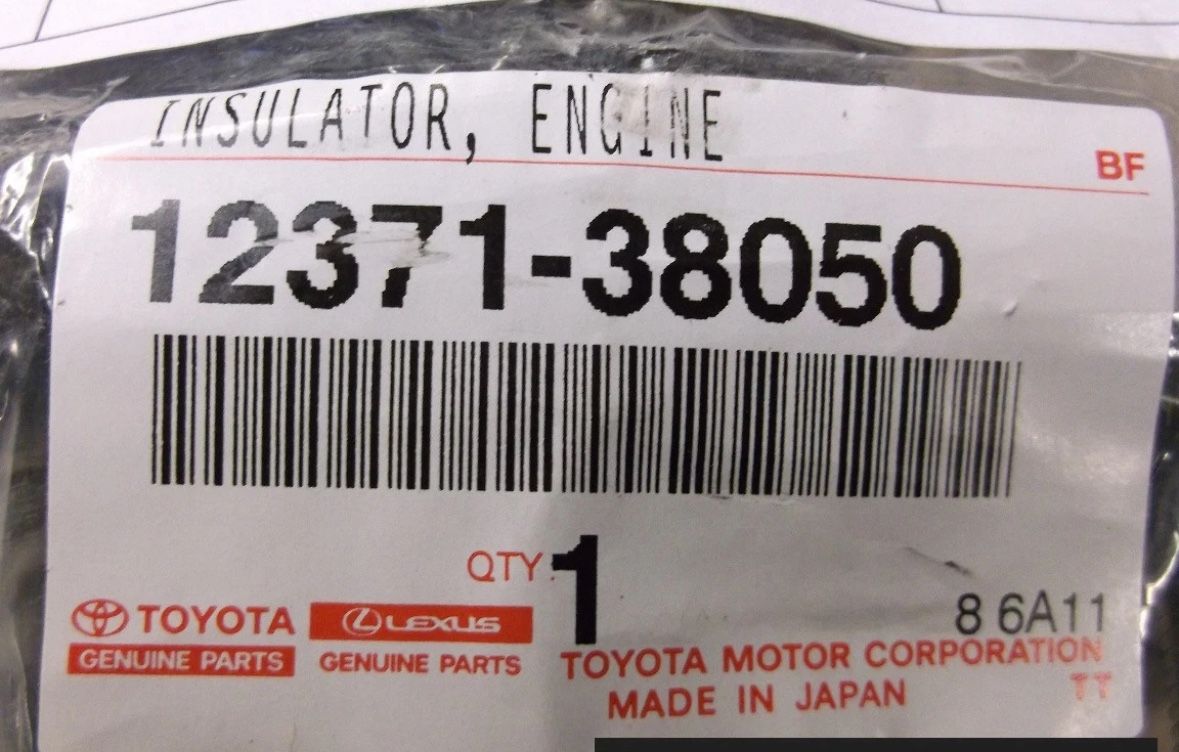 INSULATOR, ENGINE
BF
12371-38050
QTY. 1
8 6A11
TOYOTA LEXUS
GENUINE PARTS GENUINE PARTS
TOYOTA MOTOR CORPORATION
MADE IN JAPAN TT